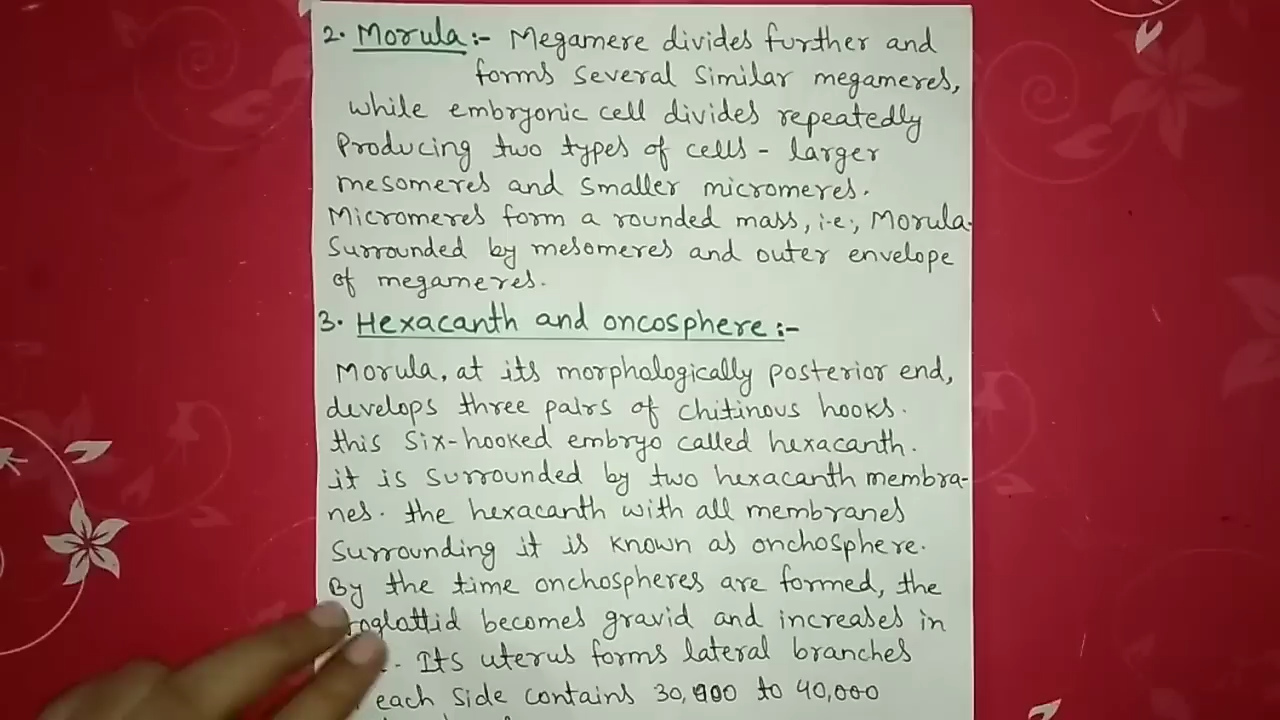 2. Morula :- Megamere divides further and
forms several similar megameres,
while embryonic cell divides repeatedly
Producing two types of cells - larger
mesomeres and smaller micromeres.
Micromeres form a rounded mass, i.e., Morula.
Surrounded by mesomeres and outer envelope
of megameres.
3. Hexacanth and oncosphere :-
Morula, at its morphologically posterior end,
develops three pairs of chitinous hooks.
this six-hooked embryo called hexacanth.
it is surrounded by two hexacanth membra-
nes. the hexacanth with all membranes
surrounding it is known as onchosphere.
By the time onchospheres are formed, the
oglottid becomes gravid and increases in
. Its uterus forms lateral branches
each side contains 30,000 to 40,000